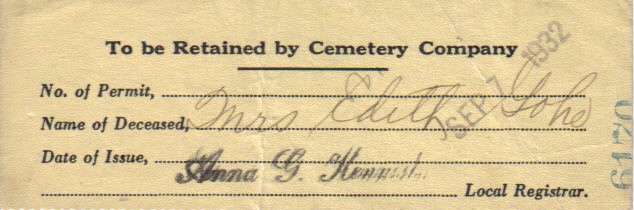 To be Retained by Cemetery Company
No. of Permit,
Name of Deceased, Mrs Edith
SEP 7 1932
Date of Issue,
Anna G.
Local Registrar.
6170